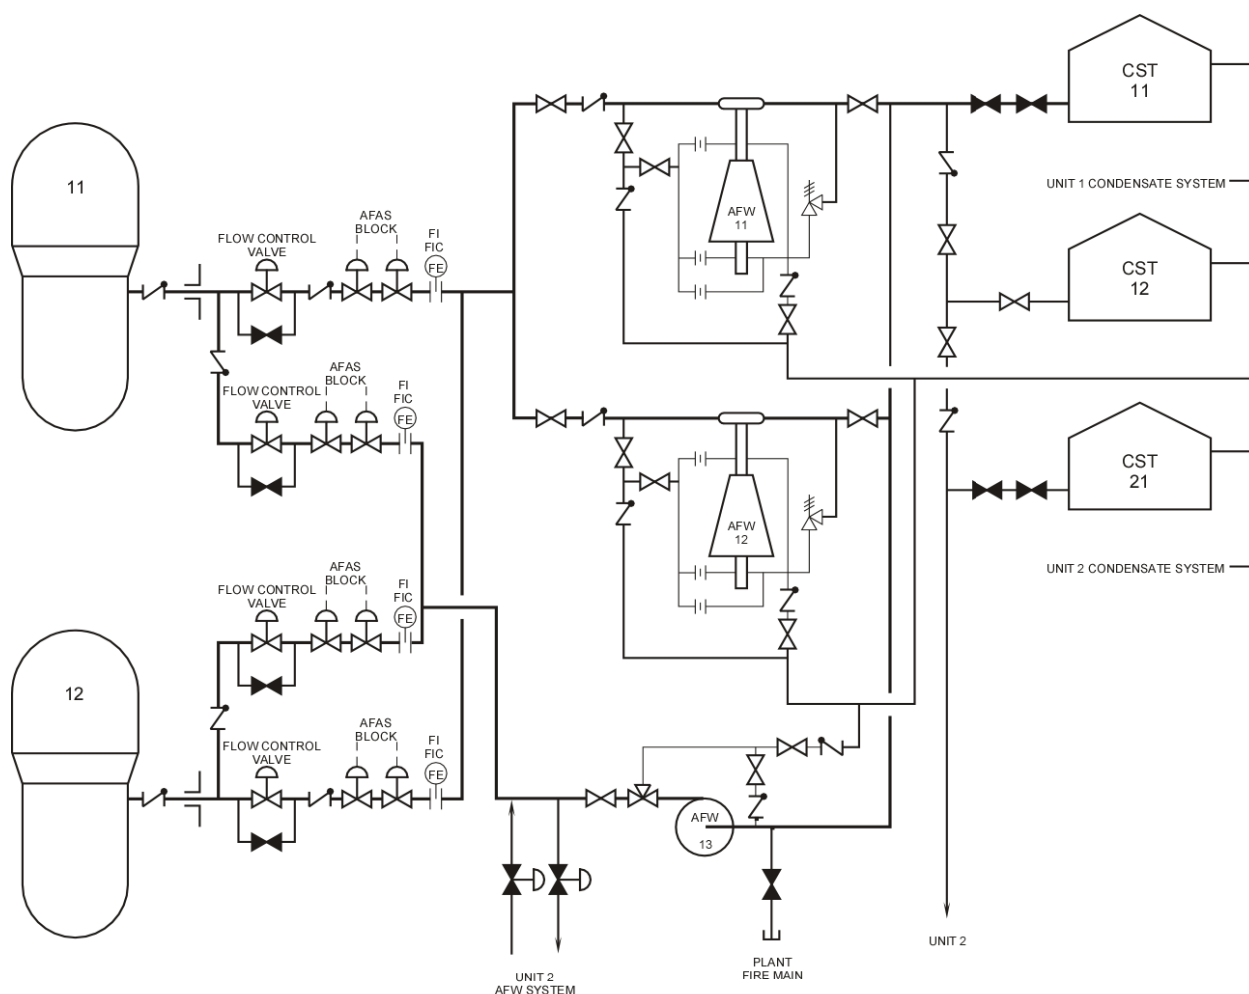 CST
11
UNIT 1 CONDENSATE SYSTEM
CST
12
CST
21
UNIT 2 CONDENSATE SYSTEM
11
FLOW CONTROL
VALVE
AFAS
BLOCK
FI
FIC
FE
AFW
11
FLOW CONTROL
VALVE
AFAS
BLOCK
FI
FIC
FE
AFW
12
12
FLOW CONTROL
VALVE
AFAS
BLOCK
FI
FIC
FE
FLOW CONTROL
VALVE
AFAS
BLOCK
FI
FIC
FE
AFW
13
UNIT 2
AFW SYSTEM
PLANT
FIRE MAIN
UNIT 2